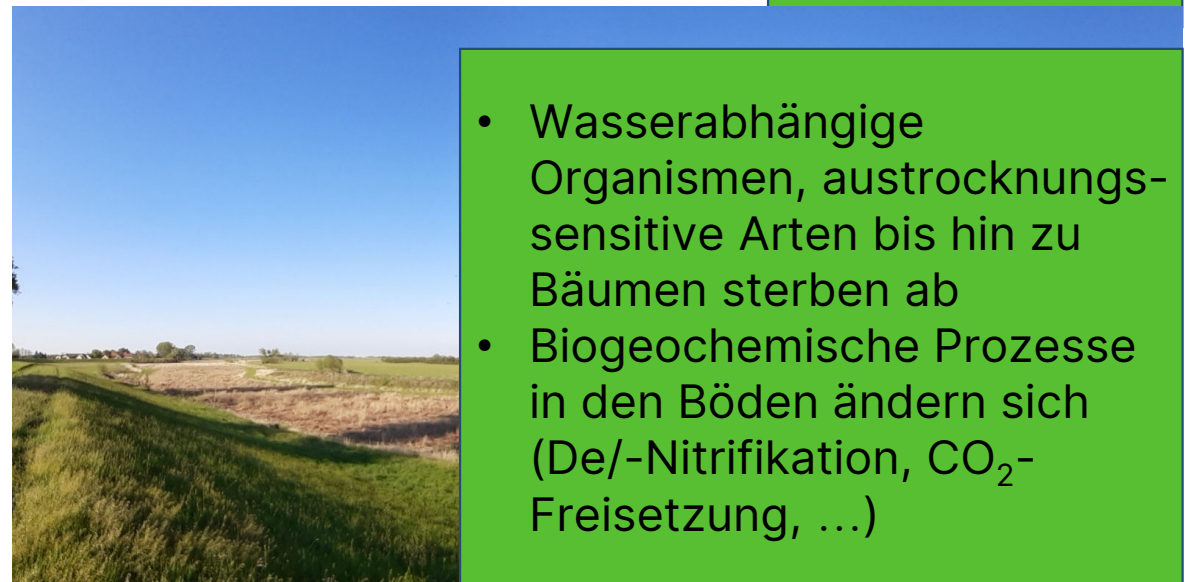 • Wasserabhängige
Organismen, austrocknungs-
sensitive Arten bis hin zu
Bäumen sterben ab
• Biogeochemische Prozesse
in den Böden ändern sich
(De/-Nitrifikation, CO₂-
Freisetzung, …)